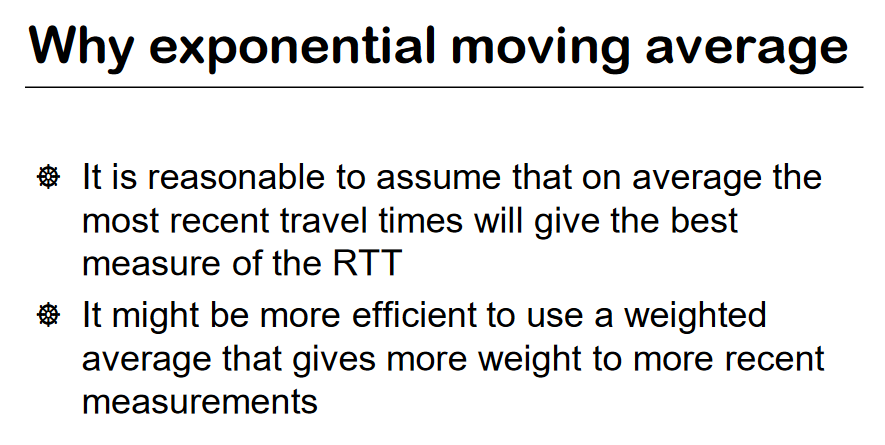 Why exponential moving average
It is reasonable to assume that on average the
most recent travel times will give the best
measure of the RTT
It might be more efficient to use a weighted
average that gives more weight to more recent
measurements